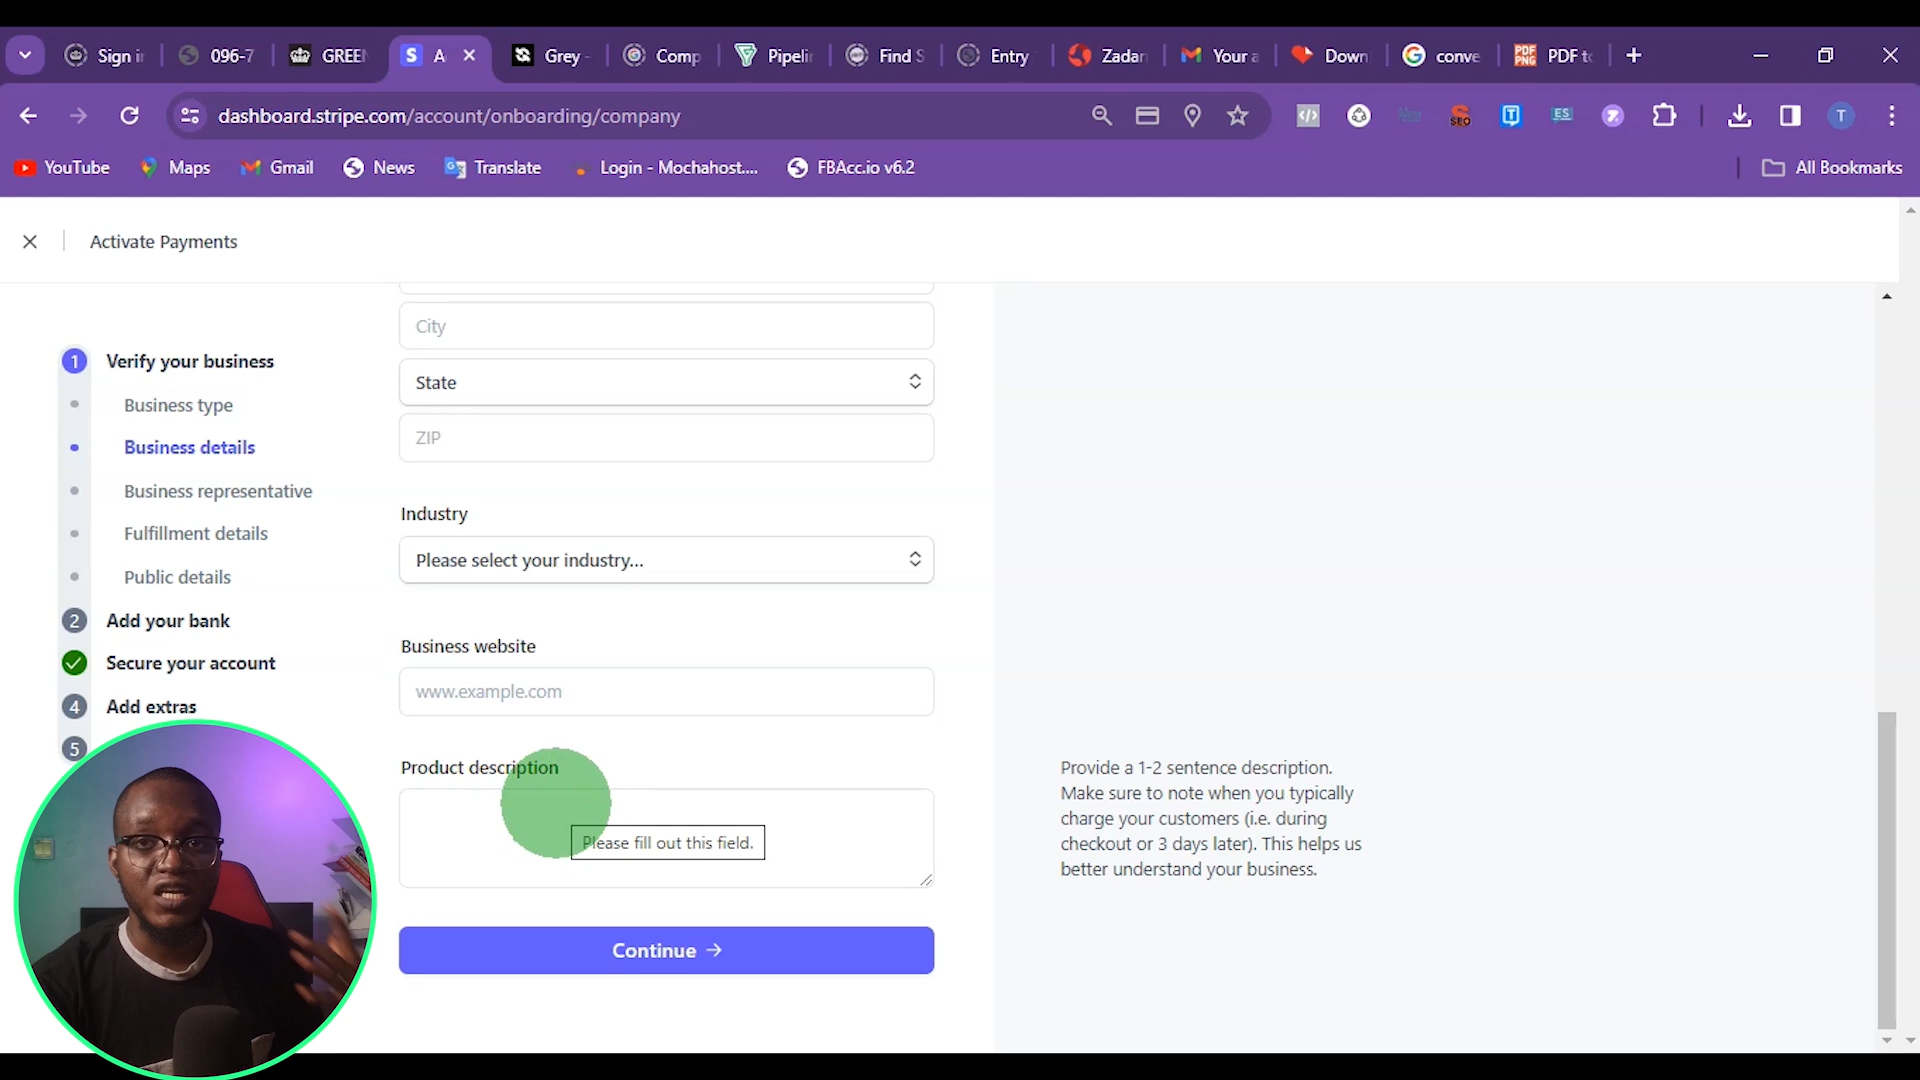 Sign in
096-7
GREEN
A
Grey -
Comp
Pipelin
Find S
Entry
Zadar
Your a
Down
conve
PDF to
dashboard.stripe.com/account/onboarding/company
YouTube
Maps
Gmail
News
Translate
Login - Mochahost....
FBAcc.io v6.2
All Bookmarks
Activate Payments
1 Verify your business
Business type
Business details
Business representative
Fulfillment details
Public details
2 Add your bank
Secure your account
4 Add extras
5
City
State
ZIP
Industry
Please select your industry...
Business website
www.example.com
Product description
Please fill out this field.
Continue →
Provide a 1-2 sentence description.
Make sure to note when you typically
charge your customers (i.e. during
checkout or 3 days later). This helps us
better understand your business.